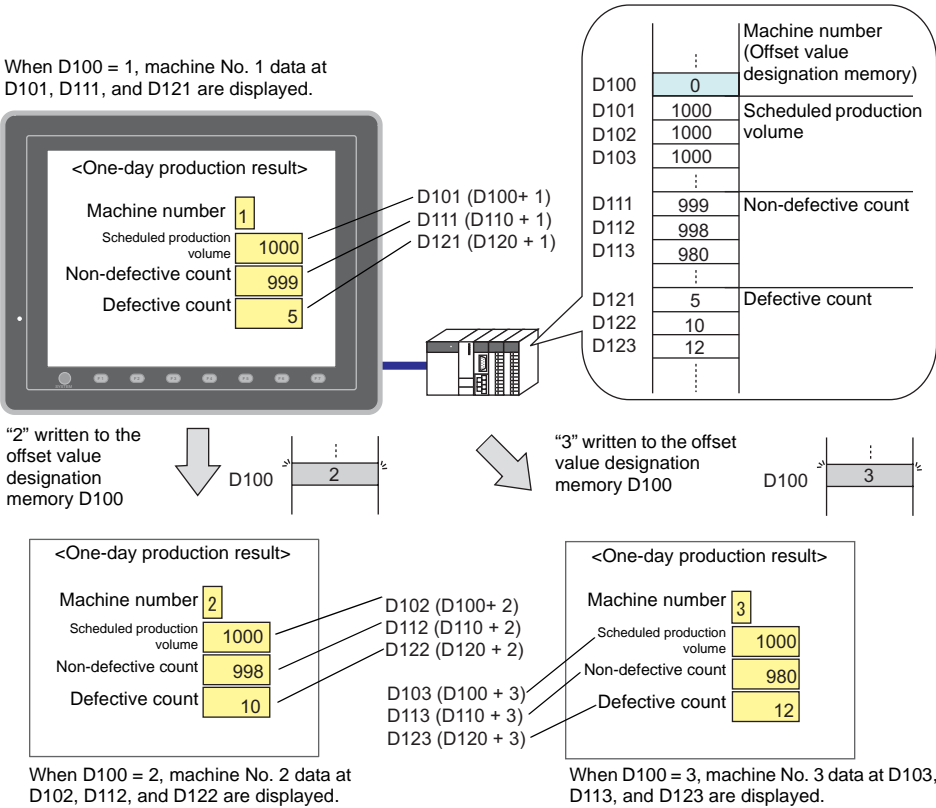 When D100 = 1, machine No. 1 data at
D101, D111, and D121 are displayed.
<One-day production result>
Machine number 1
Scheduled production
volume 1000
Non-defective count 999
Defective count 5
D101 (D100+ 1)
D111 (D110 + 1)
D121 (D120 + 1)
SYSTEM F1 F2 F3 F4 F5 F6 F7
Machine number
(Offset value
designation memory)
D100 0
D101 1000 Scheduled production
D102 1000 volume
D103 1000
D111 999 Non-defective count
D112 998
D113 980
D121 5 Defective count
D122 10
D123 12
“2” written to the
offset value
designation
memory D100
D100 2
“3” written to the offset
value designation
memory D100
D100 3
<One-day production result>
Machine number 2
Scheduled production
volume 1000
Non-defective count 998
Defective count 10
D102 (D100+ 2)
D112 (D110 + 2)
D122 (D120 + 2)
When D100 = 2, machine No. 2 data at
D102, D112, and D122 are displayed.
<One-day production result>
Machine number 3
Scheduled production
volume 1000
Non-defective count 980
Defective count 12
D103 (D100 + 3)
D113 (D110 + 3)
D123 (D120 + 3)
When D100 = 3, machine No. 3 data at D103,
D113, and D123 are displayed.